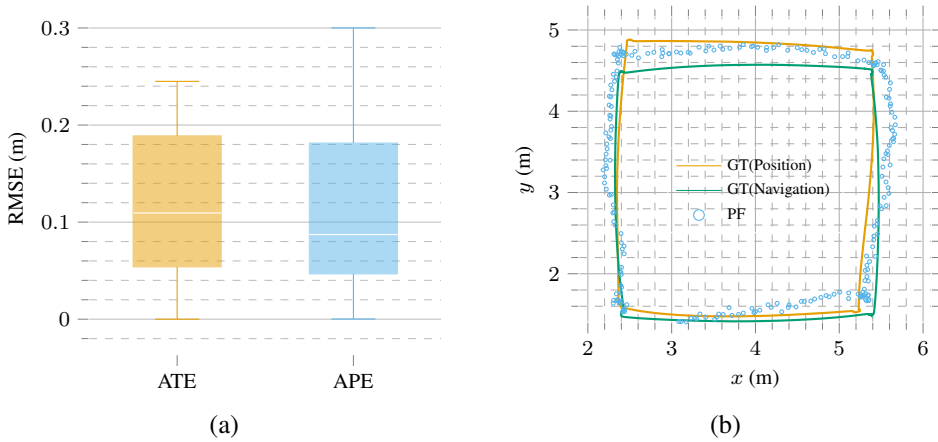 RMSE (m)
0.3
0.2
0.1
0
ATE
APE
(a)
y (m)
5
4
3
2
GT(Position)
GT(Navigation)
PF
2
3
4
5
6
x (m)
(b)